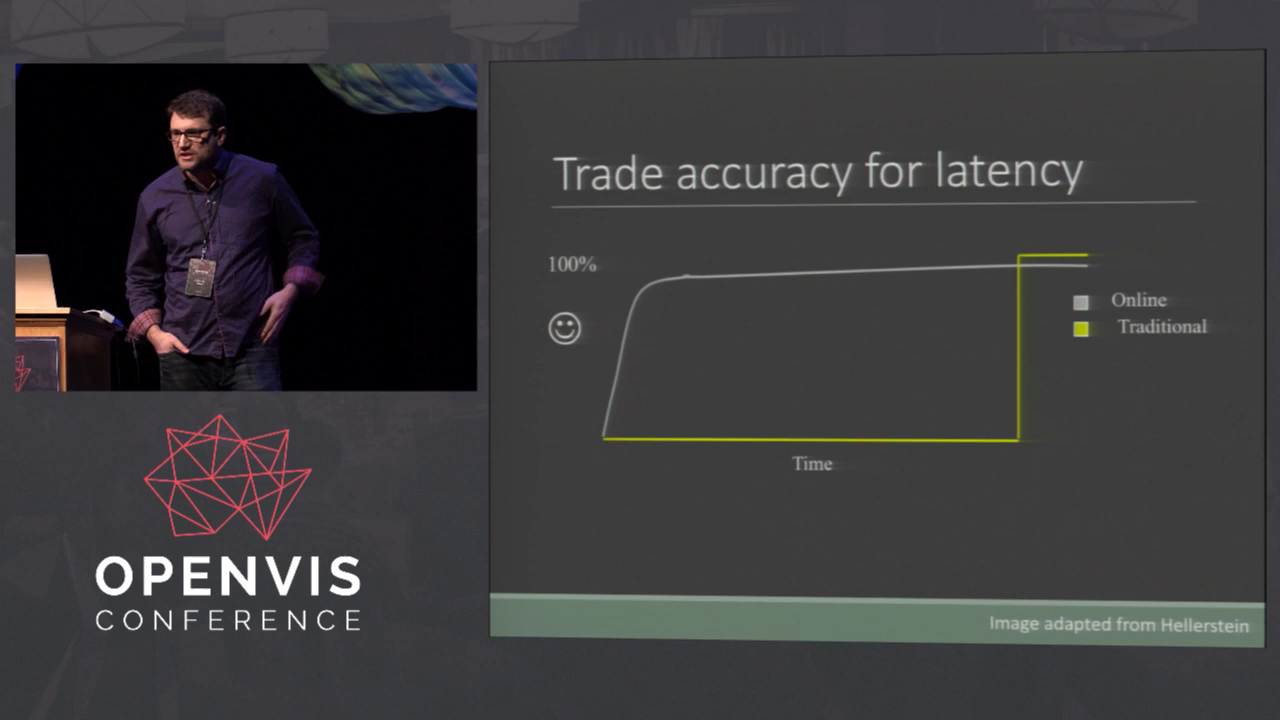 Trade accuracy for latency
100%
Online
Traditional
Time
Image adapted from Hellerstein
OPENVIS
CONFERENCE